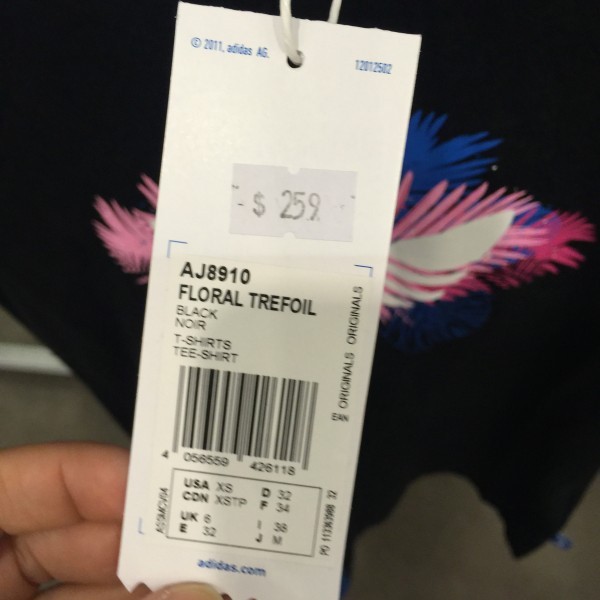 © 2011, adidas AG.
12012502
- $ 259. -
AJ8910
FLORAL TREFOIL
BLACK
NOIR
T-SHIRTS
TEE-SHIRT
ORIGINALS ORIGINALS
EAN
4 056559 426118
USA XS D 32
CDN XSTP F 34
UK 6 I 38
E 32 J M
adidas.com